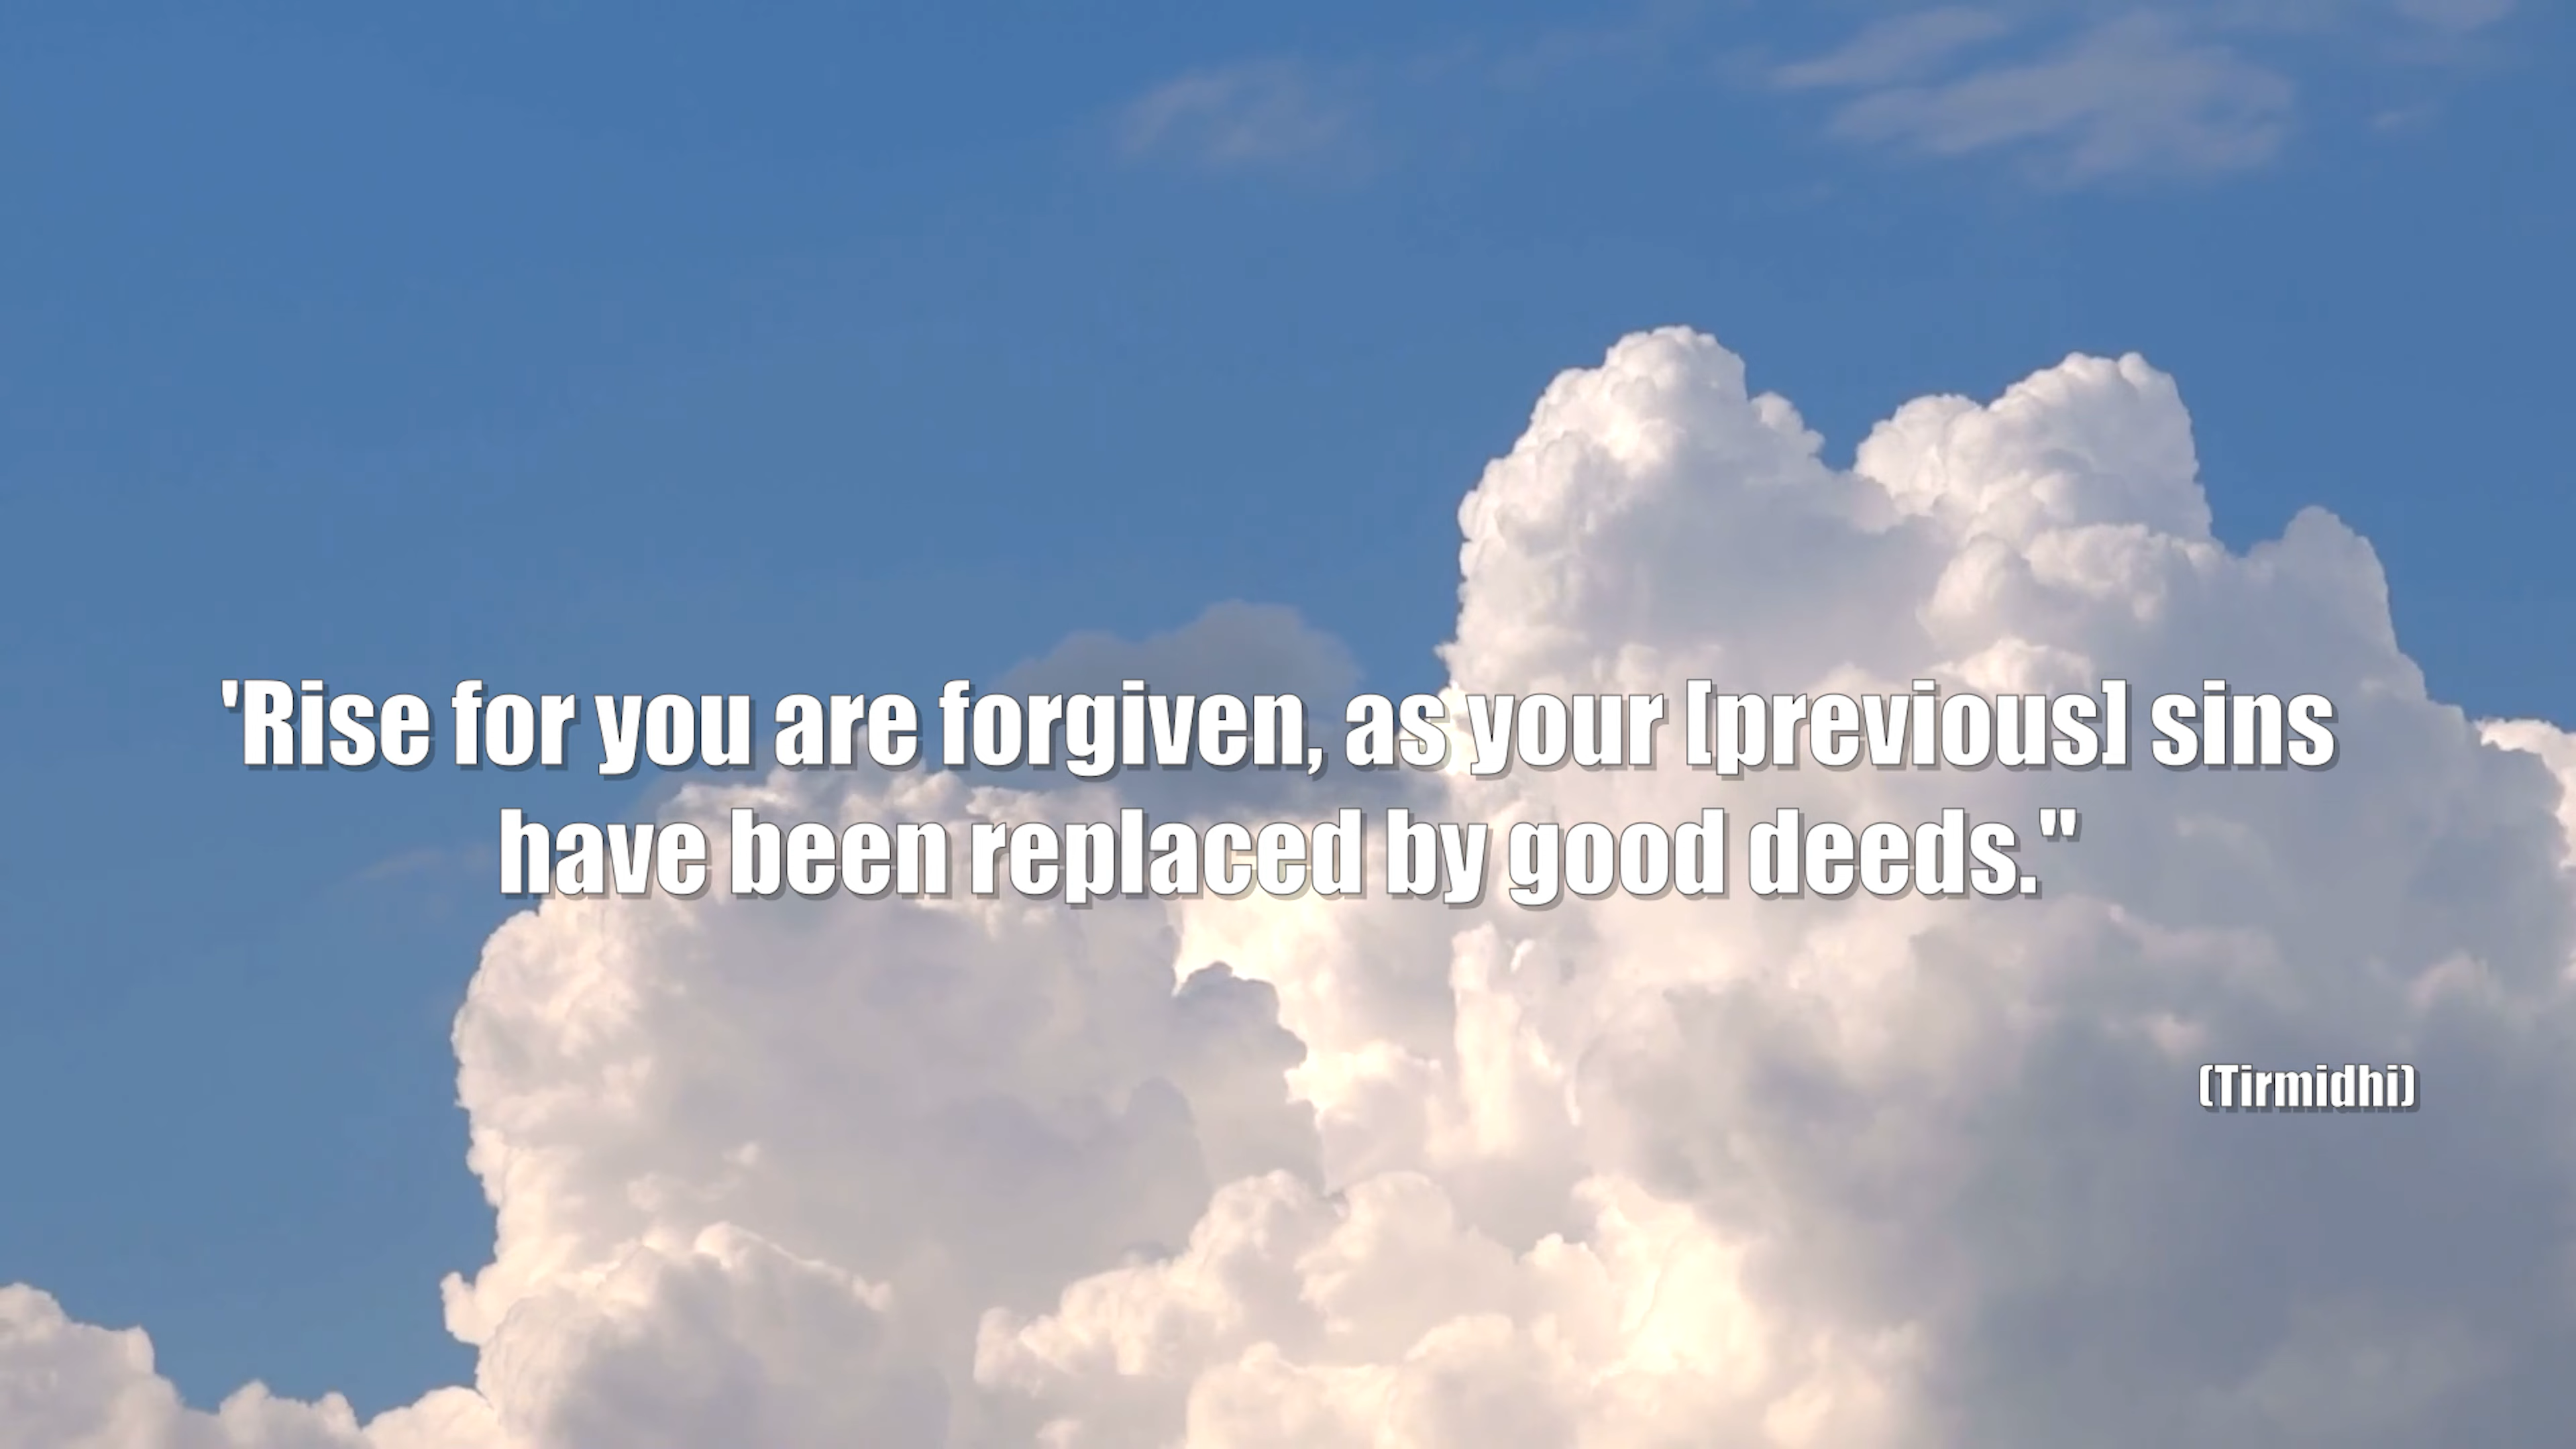 'Rise for you are forgiven, as your [previous] sins
have been replaced by good deeds."
(Tirmidhi)